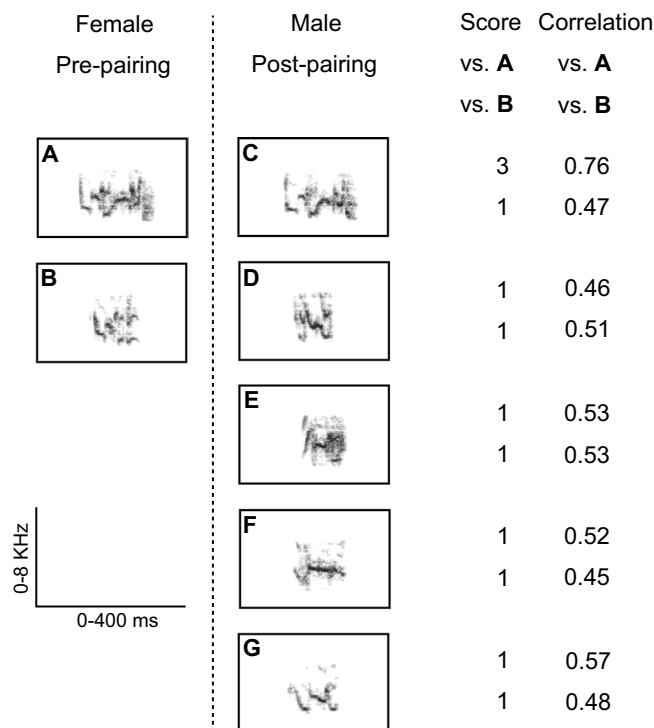 Female Male Score Correlation
Pre-pairing Post-pairing vs. A vs. A
vs. B vs. B
A C 3 0.76
1 0.47
B D 1 0.46
1 0.51
E 1 0.53
1 0.53
F 1 0.52
1 0.45
0-8 KHz
0-400 ms
G 1 0.57
1 0.48